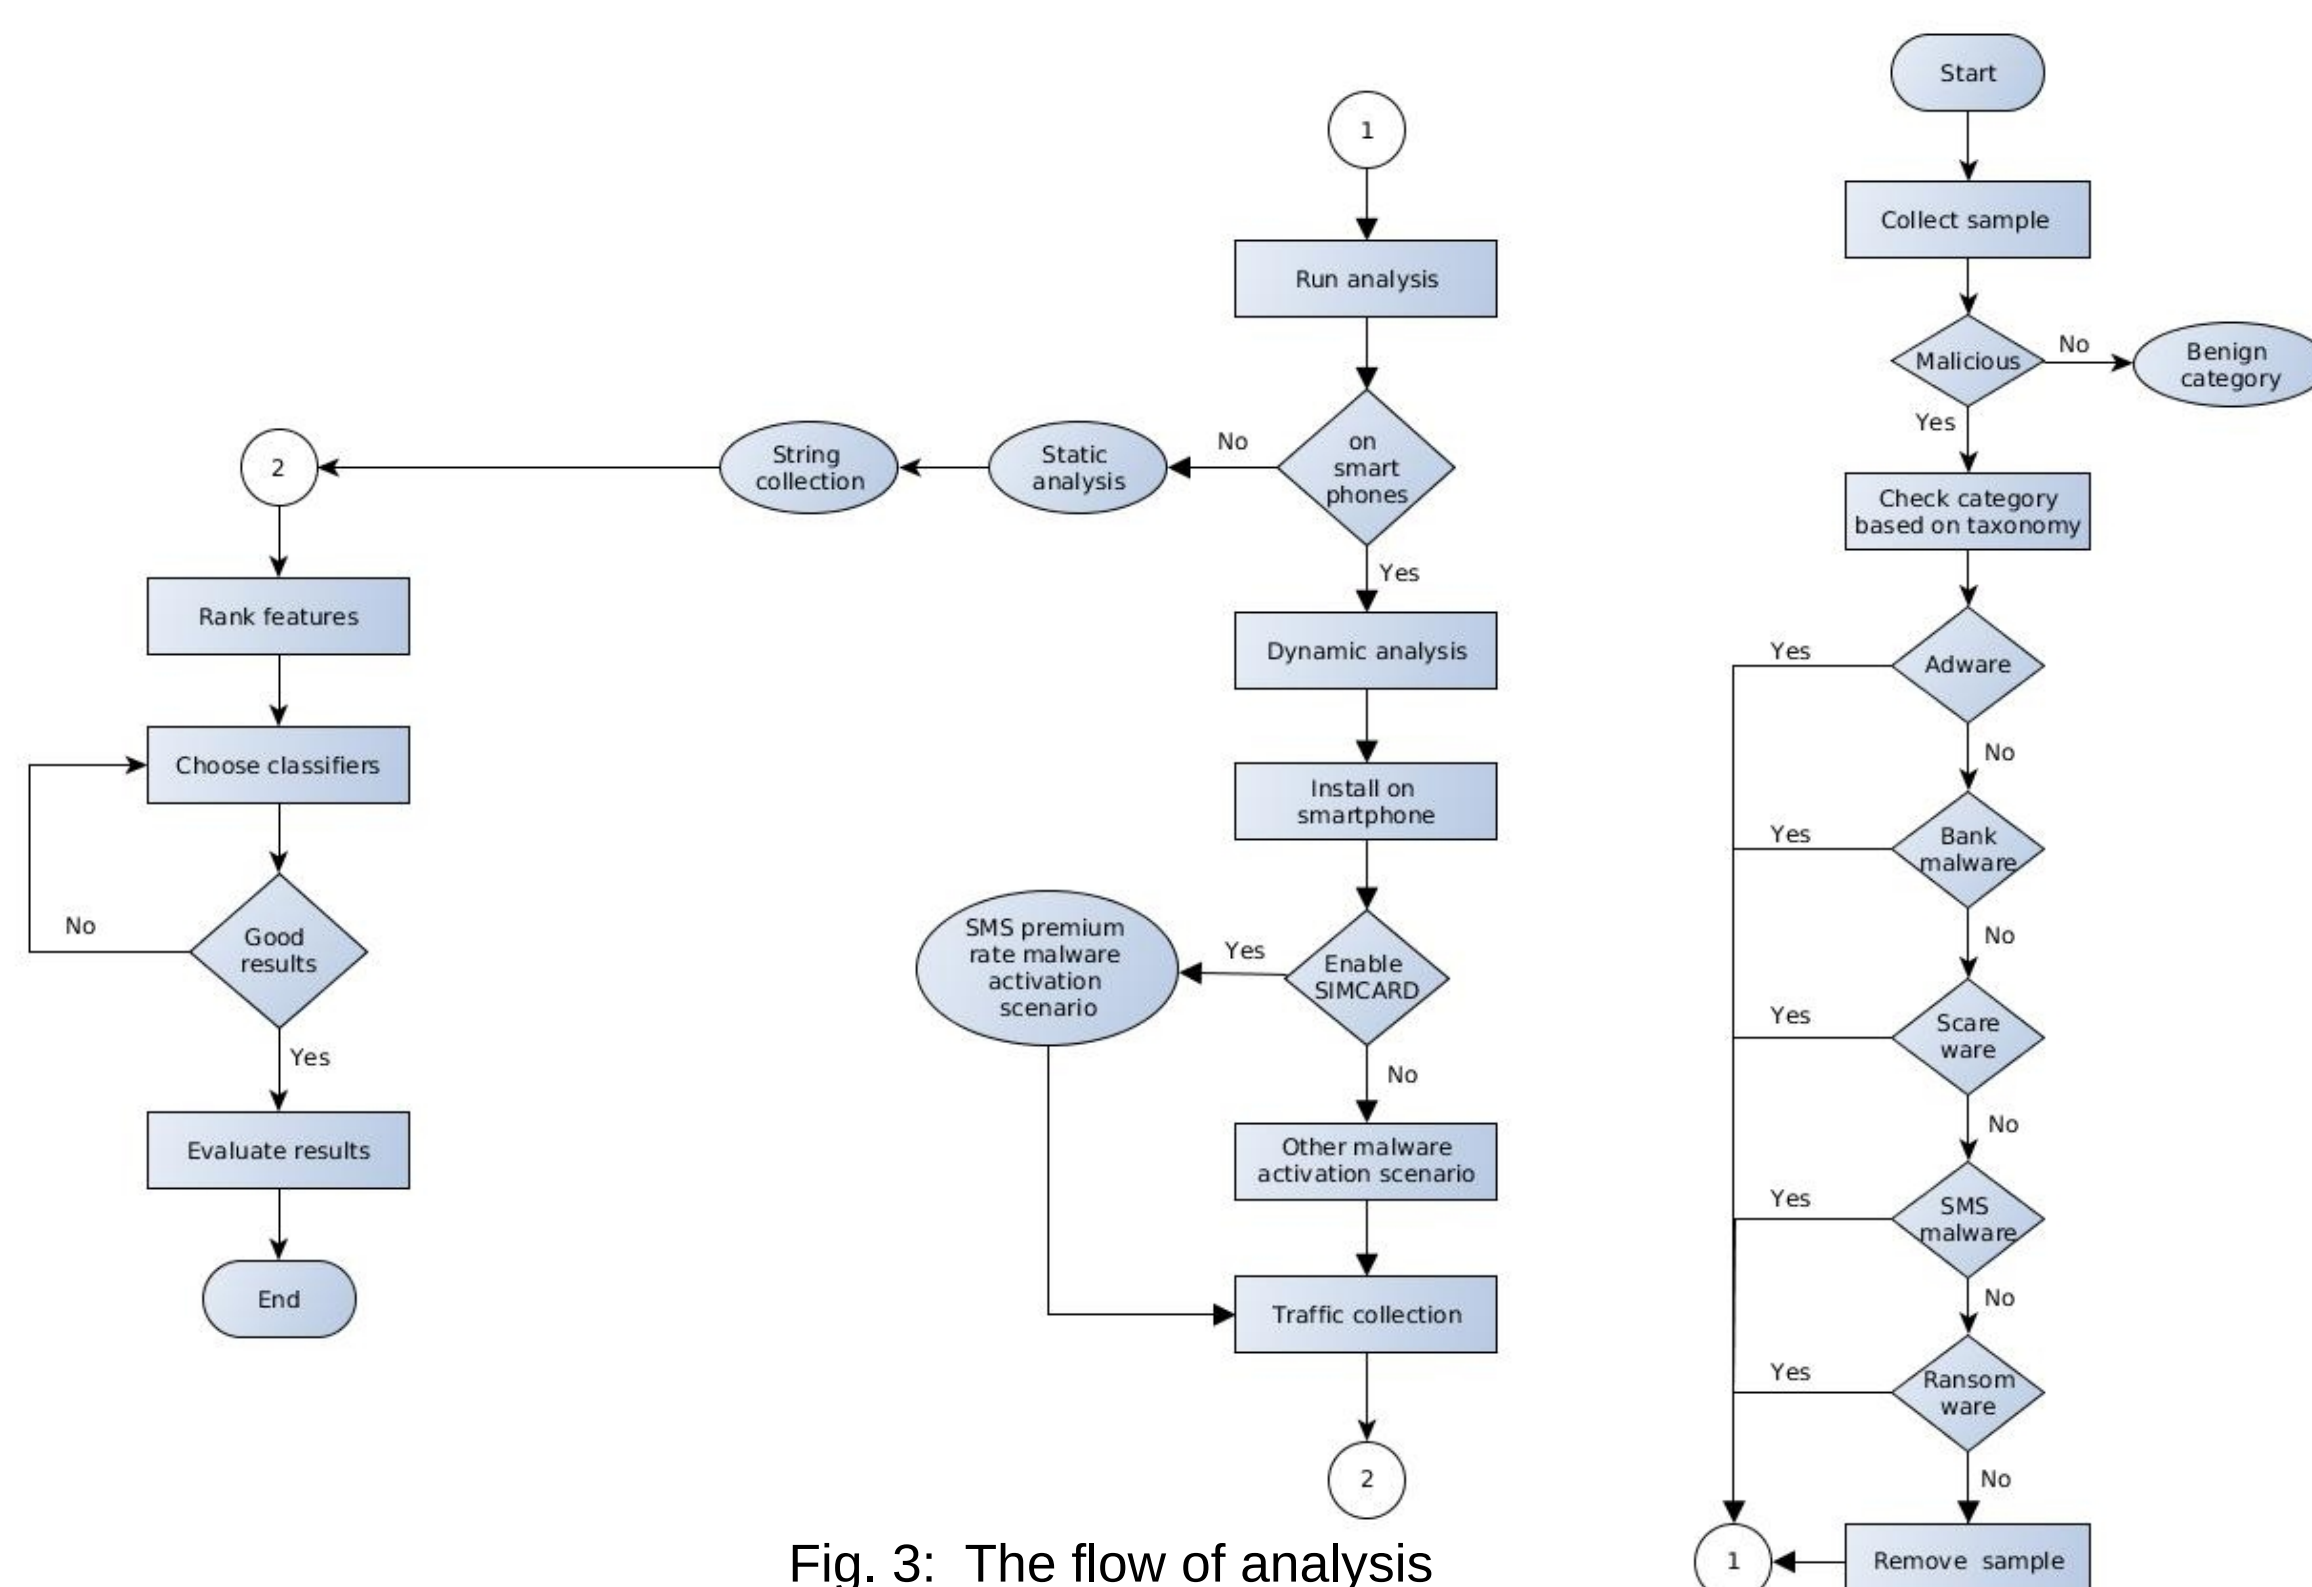 Start
Collect sample
Malicious
No
Benign
category
Yes
Check category
based on taxonomy
Adware
Yes
No
Bank
malware
Yes
No
Scare
ware
Yes
No
SMS
malware
Yes
No
Ransom
ware
Yes
No
Remove sample
1
1
Run analysis
on
smart
phones
No
Static
analysis
String
collection
2
Yes
Dynamic analysis
Install on
smartphone
Enable
SIMCARD
Yes
SMS premium
rate malware
activation
scenario
No
Other malware
activation scenario
Traffic collection
2
Rank features
Choose classifiers
Good
results
No
Yes
Evaluate results
End
Fig. 3: The flow of analysis